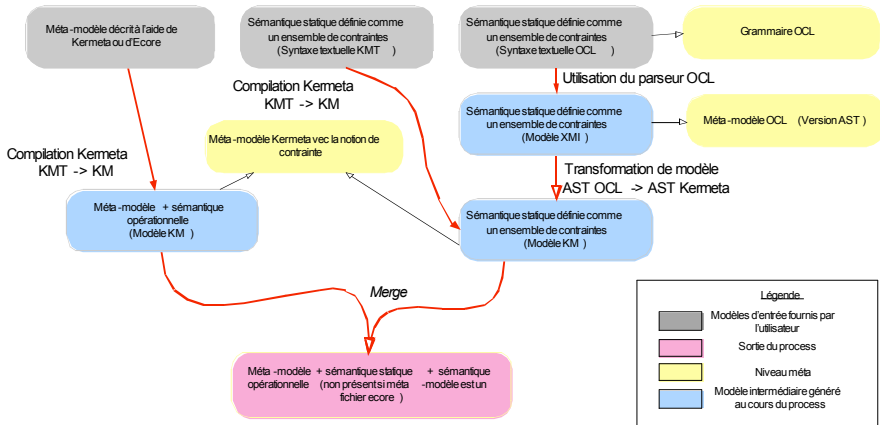 Méta -modèle décrit à l'aide de
Kermeta ou d'Ecore
Sémantique statique définie comme
un ensemble de contraintes
(Syntaxe textuelle KMT )
Sémantique statique définie comme
un ensemble de contraintes
(Syntaxe textuelle OCL )
Grammaire OCL
Utilisation du parseur OCL
Compilation Kermeta
KMT -> KM
Sémantique statique définie comme
un ensemble de contraintes
(Modèle XMI )
Méta -modèle OCL (Version AST )
Méta -modèle Kermeta vec la notion de
contrainte
Compilation Kermeta
KMT -> KM
Transformation de modèle
AST OCL -> AST Kermeta
Méta -modèle + sémantique
opérationnelle
(Modèle KM )
Sémantique statique définie comme
un ensemble de contraintes
(Modèle KM )
Merge
Méta -modèle + sémantique statique + sémantique
opérationnelle (non présent si méta -modèle est un
fichier ecore )
Légende
Modèles d'entrée fournis par
l'utilisateur
Sortie du process
Niveau méta
Modèle intermédiaire généré
au cours du process